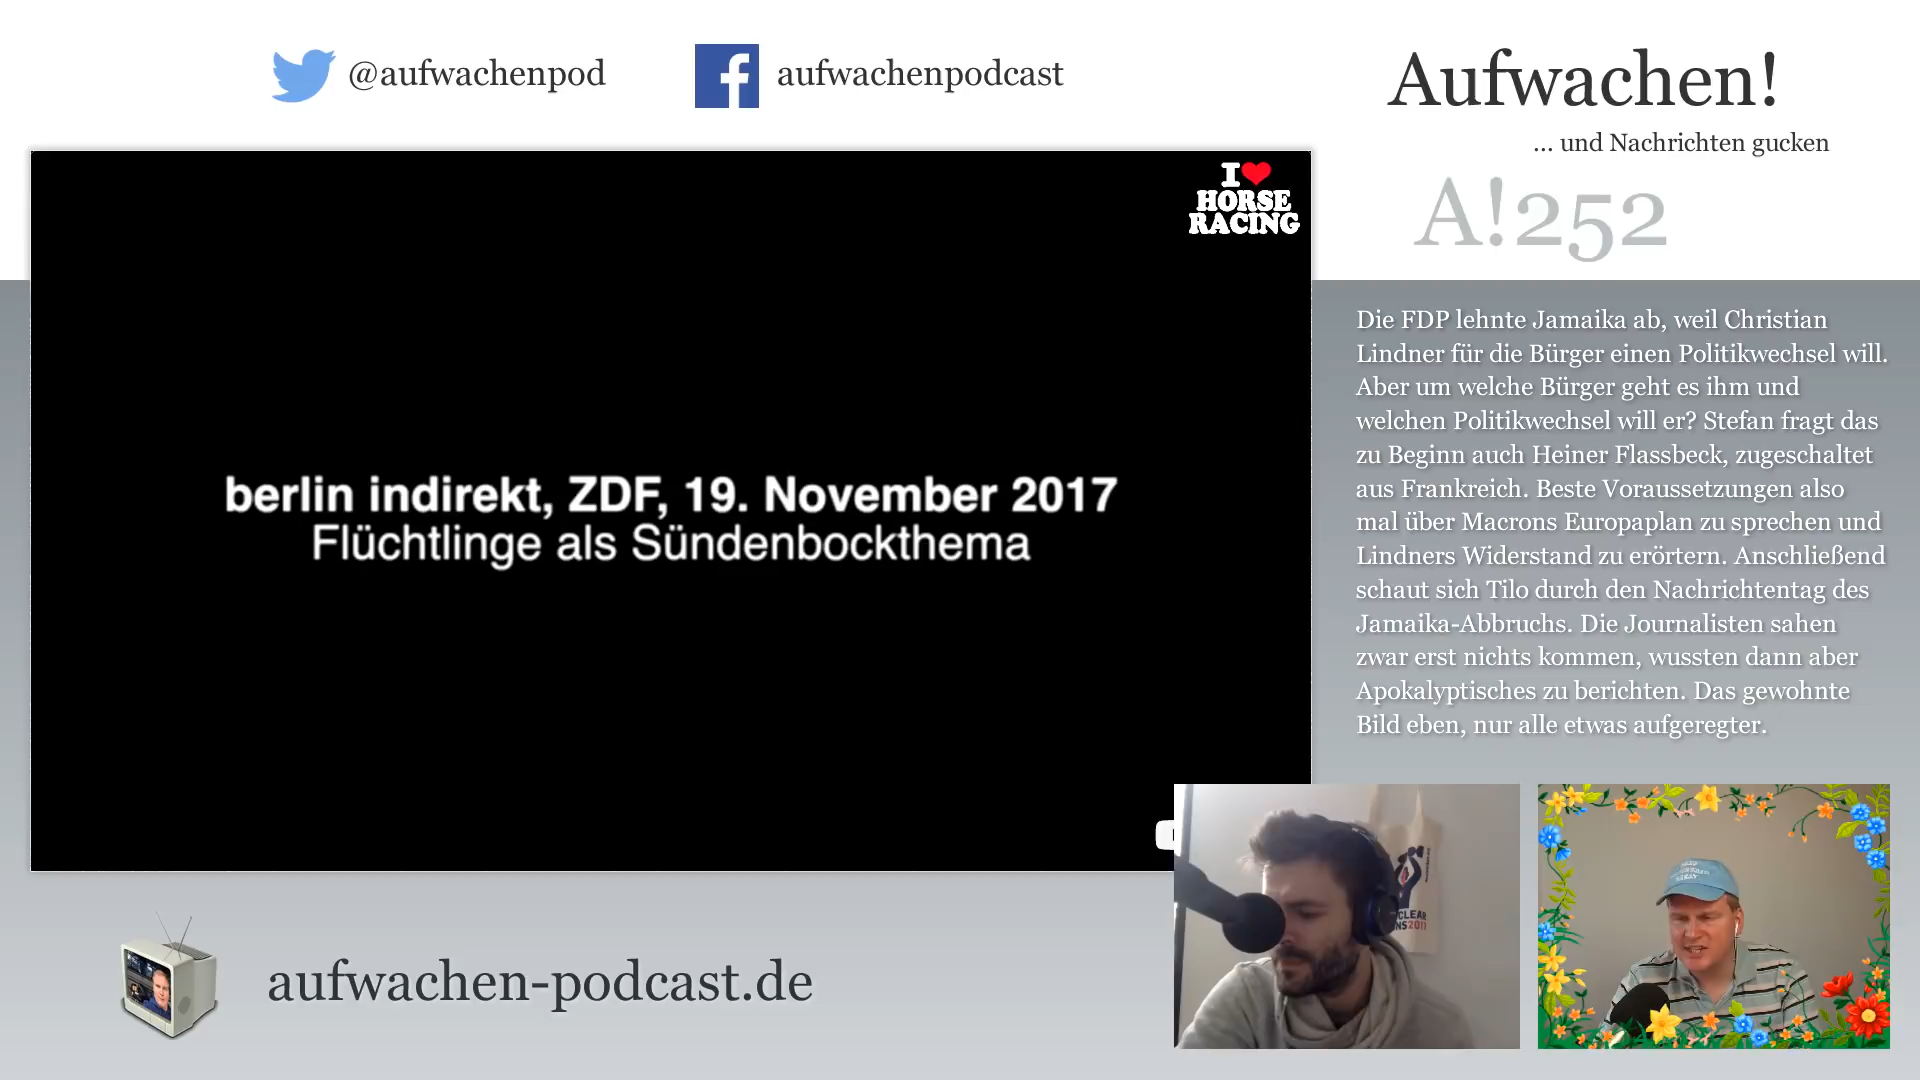 @aufwachenpod
aufwachenpodcast
Aufwachen!
... und Nachrichten gucken
A!252
I
HORSE
RACING
berlin indirekt, ZDF, 19. November 2017
Flüchtlinge als Sündenbockthema
Die FDP lehnte Jamaika ab, weil Christian
Lindner für die Bürger einen Politikwechsel will.
Aber um welche Bürger geht es ihm und
welchen Politikwechsel will er? Stefan fragt das
zu Beginn auch Heiner Flassbeck, zugeschaltet
aus Frankreich. Beste Voraussetzungen also
mal über Macrons Europaplan zu sprechen und
Lindners Widerstand zu erörtern. Anschließend
schaut sich Tilo durch den Nachrichtentag des
Jamaika-Abbruchs. Die Journalisten sahen
zwar erst nichts kommen, wussten dann aber
Apokalyptisches zu berichten. Das gewohnte
Bild eben, nur alle etwas aufgeregter.
aufwachen-podcast.de